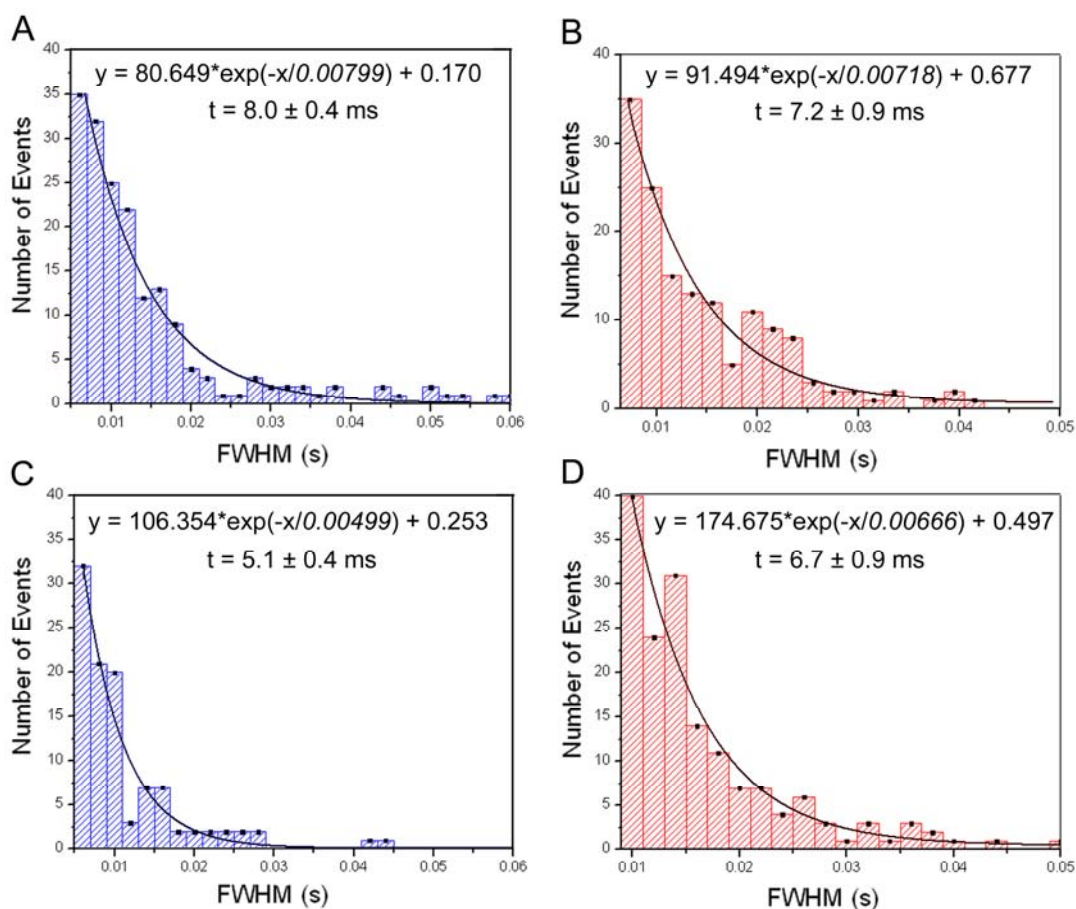 A
y = 80.649*exp(-x/0.00799) + 0.170
t = 8.0 ± 0.4 ms
Number of Events
40
35
30
25
20
15
10
5
0
0.01 0.02 0.03 0.04 0.05 0.06
FWHM (s)
B
y = 91.494*exp(-x/0.00718) + 0.677
t = 7.2 ± 0.9 ms
Number of Events
40
30
20
10
0
0.01 0.02 0.03 0.04 0.05
FWHM (s)
C
y = 106.354*exp(-x/0.00499) + 0.253
t = 5.1 ± 0.4 ms
Number of Events
40
35
30
25
20
15
10
5
0
0.01 0.02 0.03 0.04 0.05 0.06
FWHM (s)
D
y = 174.675*exp(-x/0.00666) + 0.497
t = 6.7 ± 0.9 ms
Number of Events
40
35
30
25
20
15
10
5
0
0.01 0.02 0.03 0.04 0.05
FWHM (s)